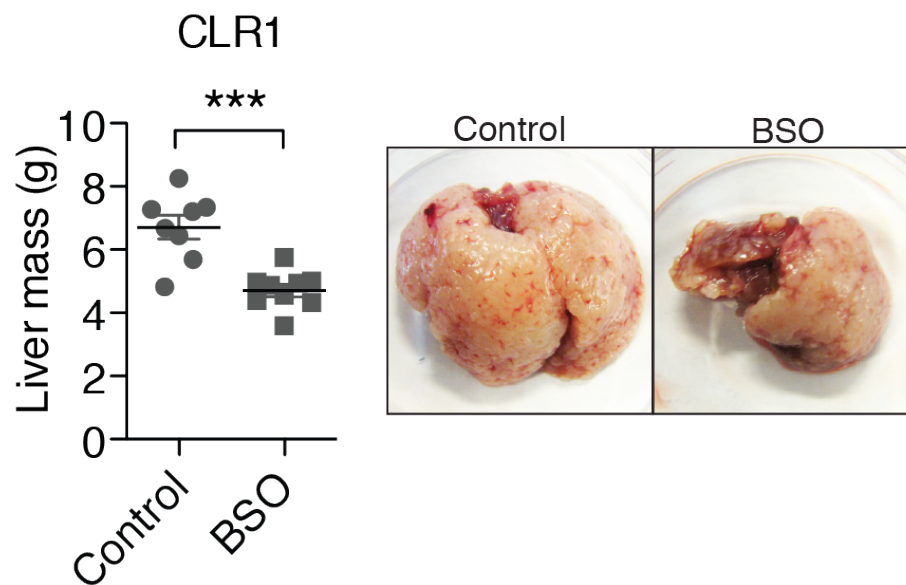 CLR1
***
10
8
6
4
2
0
Liver mass (g)
Control
BSO
Control
BSO